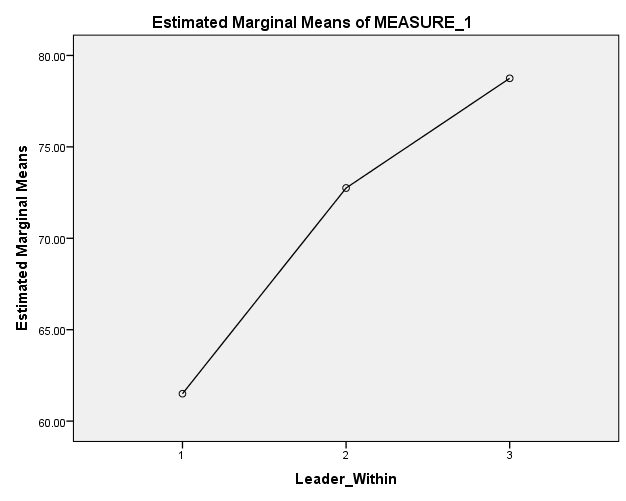 Estimated Marginal Means of MEASURE_1
Estimated Marginal Means
80.00
75.00
70.00
65.00
60.00
1 2 3
Leader_Within